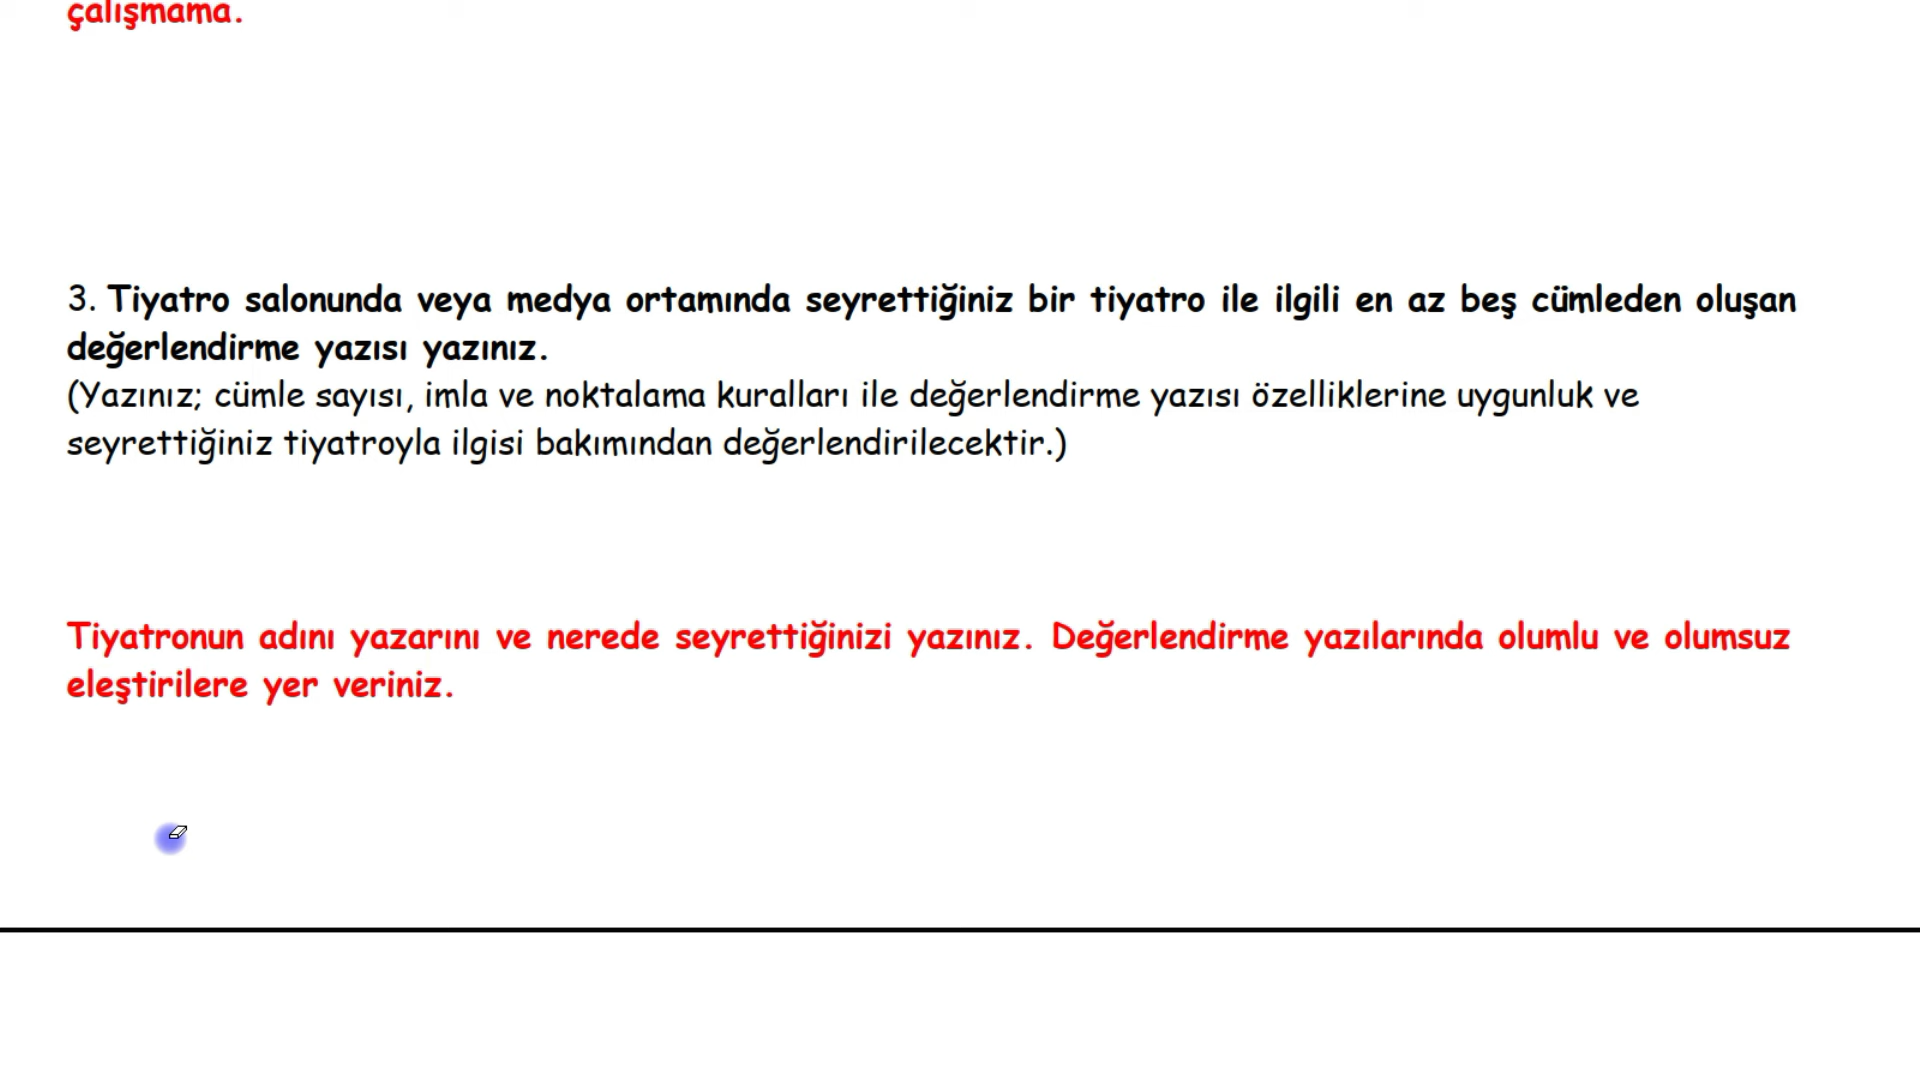 çalışmama.
3. Tiyatro salonunda veya medya ortamında seyrettiğiniz bir tiyatro ile ilgili en az beş cümleden oluşan
değerlendirme yazısı yazınız.
(Yazınız; cümle sayısı, imla ve noktalama kuralları ile değerlendirme yazısı özelliklerine uygunluk ve
seyrettiğiniz tiyatroyla ilgisi bakımından değerlendirilecektir.)
Tiyatronun adını yazarını ve nerede seyrettiğinizi yazınız. Değerlendirme yazılarında olumlu ve olumsuz
eleştirilere yer veriniz.